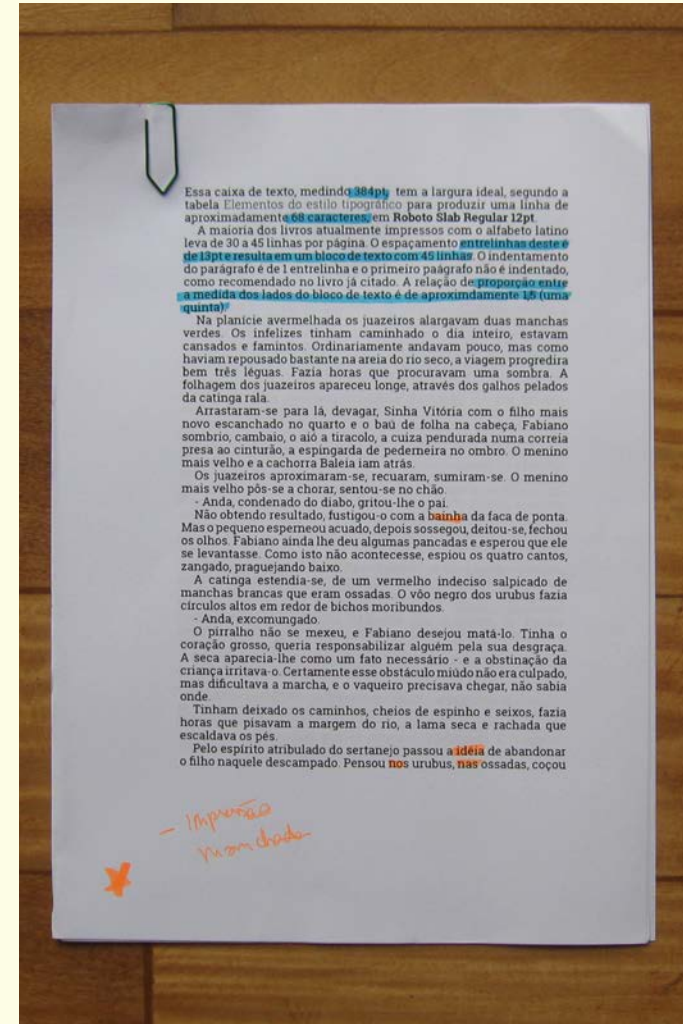 Essa caixa de texto, medindo 384pt, tem a largura ideal, segundo a
tabela Elementos do estilo tipográfico para produzir uma linha de
aproximadamente 68 caracteres, em Roboto Slab Regular 12pt.
A maioria dos livros atualmente impressos com o alfabeto latino
leva de 30 a 45 linhas por página. O espaçamento entrelinhas deste é
de 13pt e resulta em um bloco de texto com 45 linhas. O indentamento
do parágrafo é de 1 entrelinha e o primeiro paágrafo não é indentado,
como recomendado no livro já citado. A relação de proporção entre
a medida dos lados do bloco de texto é de aproximdamente 1,5 (uma
quinta)
Na planície avermelhada os juazeiros alargavam duas manchas
verdes. Os infelizes tinham caminhado o dia inteiro, estavam
cansados e famintos. Ordinariamente andavam pouco, mas como
haviam repousado bastante na areia do rio seco, a viagem progredira
bem três léguas. Fazia horas que procuravam uma sombra. A
folhagem dos juazeiros apareceu longe, através dos galhos pelados
da catinga rala.
Arrastaram-se para lá, devagar, Sinha Vitória com o filho mais
novo escanchado no quarto e o baú de folha na cabeça, Fabiano
sombrio, cambaio, o aió a tiracolo, a cuiza pendurada numa correia
presa ao cinturão, a espingarda de pederneira no ombro. O menino
mais velho e a cachorra Baleia iam atrás.
Os juazeiros aproximaram-se, recuaram, sumiram-se. O menino
mais velho pôs-se a chorar, sentou-se no chão.
- Anda, condenado do diabo, gritou-lhe o pai.
Não obtendo resultado, fustigou-o com a bainha da faca de ponta.
Mas o pequeno esperneou acuado, depois sossegou, deitou-se, fechou
os olhos. Fabiano ainda lhe deu algumas pancadas e esperou que ele
se levantasse. Como isto não acontecesse, espiou os quatro cantos,
zangado, praguejando baixo.
A catinga estendia-se, de um vermelho indeciso salpicado de
manchas brancas que eram ossadas. O vôo negro dos urubus fazia
círculos altos em redor de bichos moribundos.
- Anda, excomungado.
O pirralho não se mexeu, e Fabiano desejou matá-lo. Tinha o
coração grosso, queria responsabilizar alguém pela sua desgraça.
A seca aparecia-lhe como um fato necessário - e a obstinação da
criança irritava-o. Certamente esse obstáculo miúdo não era culpado,
mas dificultava a marcha, e o vaqueiro precisava chegar, não sabia
onde.
Tinham deixado os caminhos, cheios de espinho e seixos, fazia
horas que pisavam a margem do rio, a lama seca e rachada que
escaldava os pés.
Pelo espírito atribulado do sertanejo passou a idéia de abandonar
o filho naquele descampado. Pensou nos urubus, nas ossadas, coçou
- Impressão
manchada